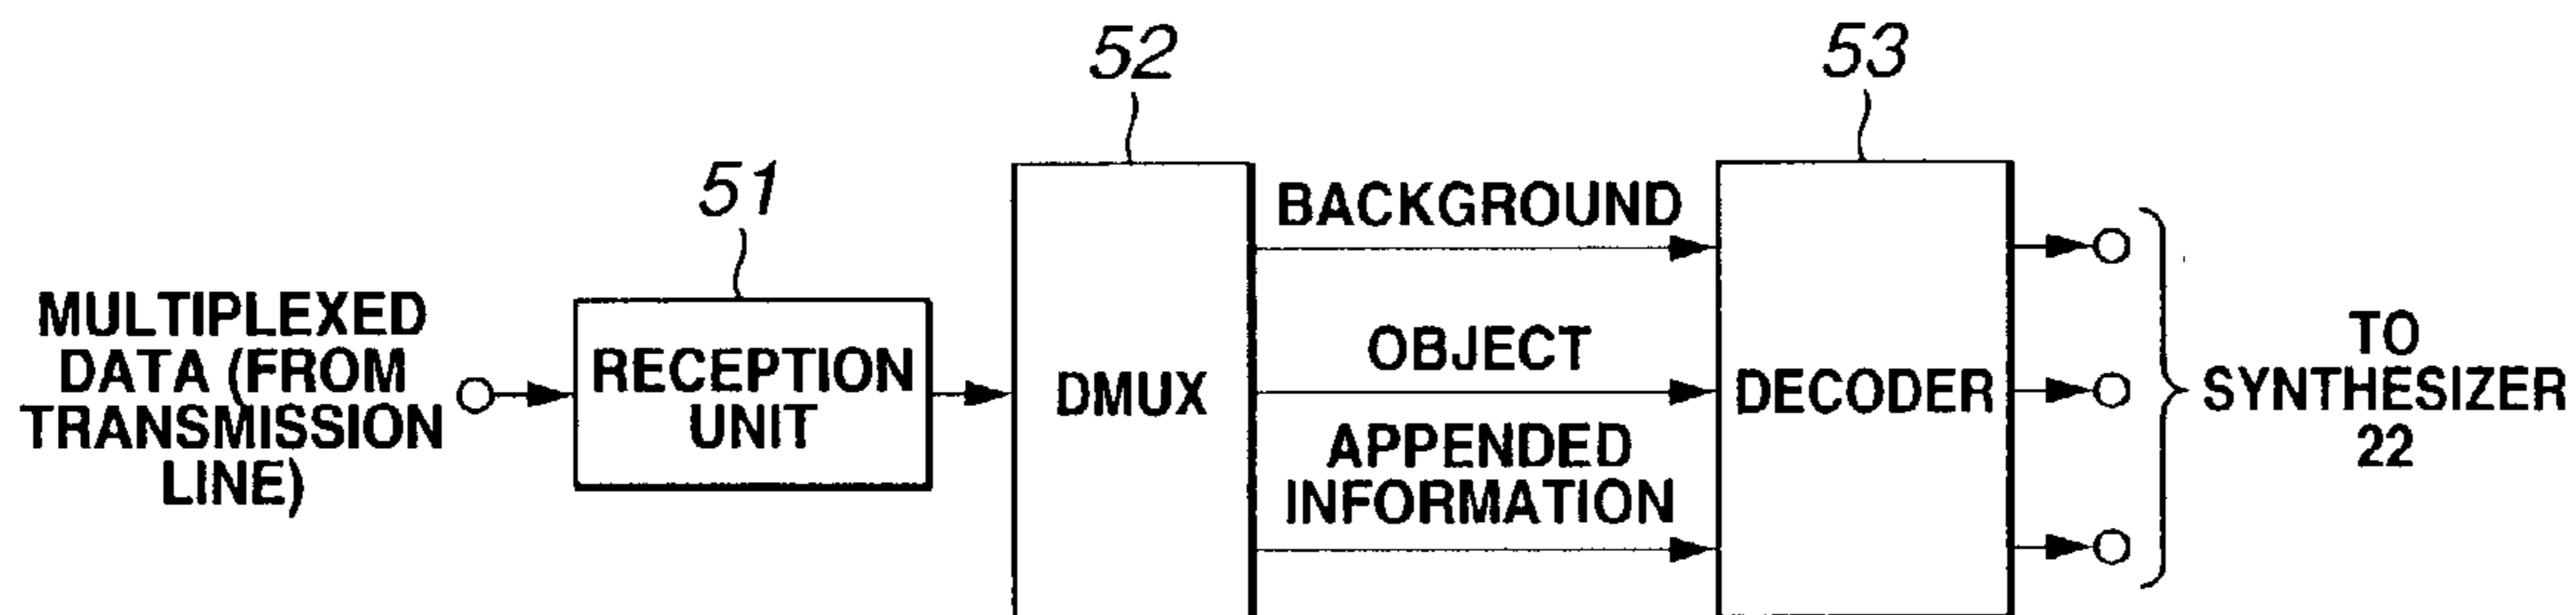 52
53
51
BACKGROUND
MULTIPLEXED
DATA (FROM
TRANSMISSION
LINE)
RECEPTION
UNIT
DMUX
OBJECT
DECODER
TO
SYNTHESIZER
22
APPENDED
INFORMATION